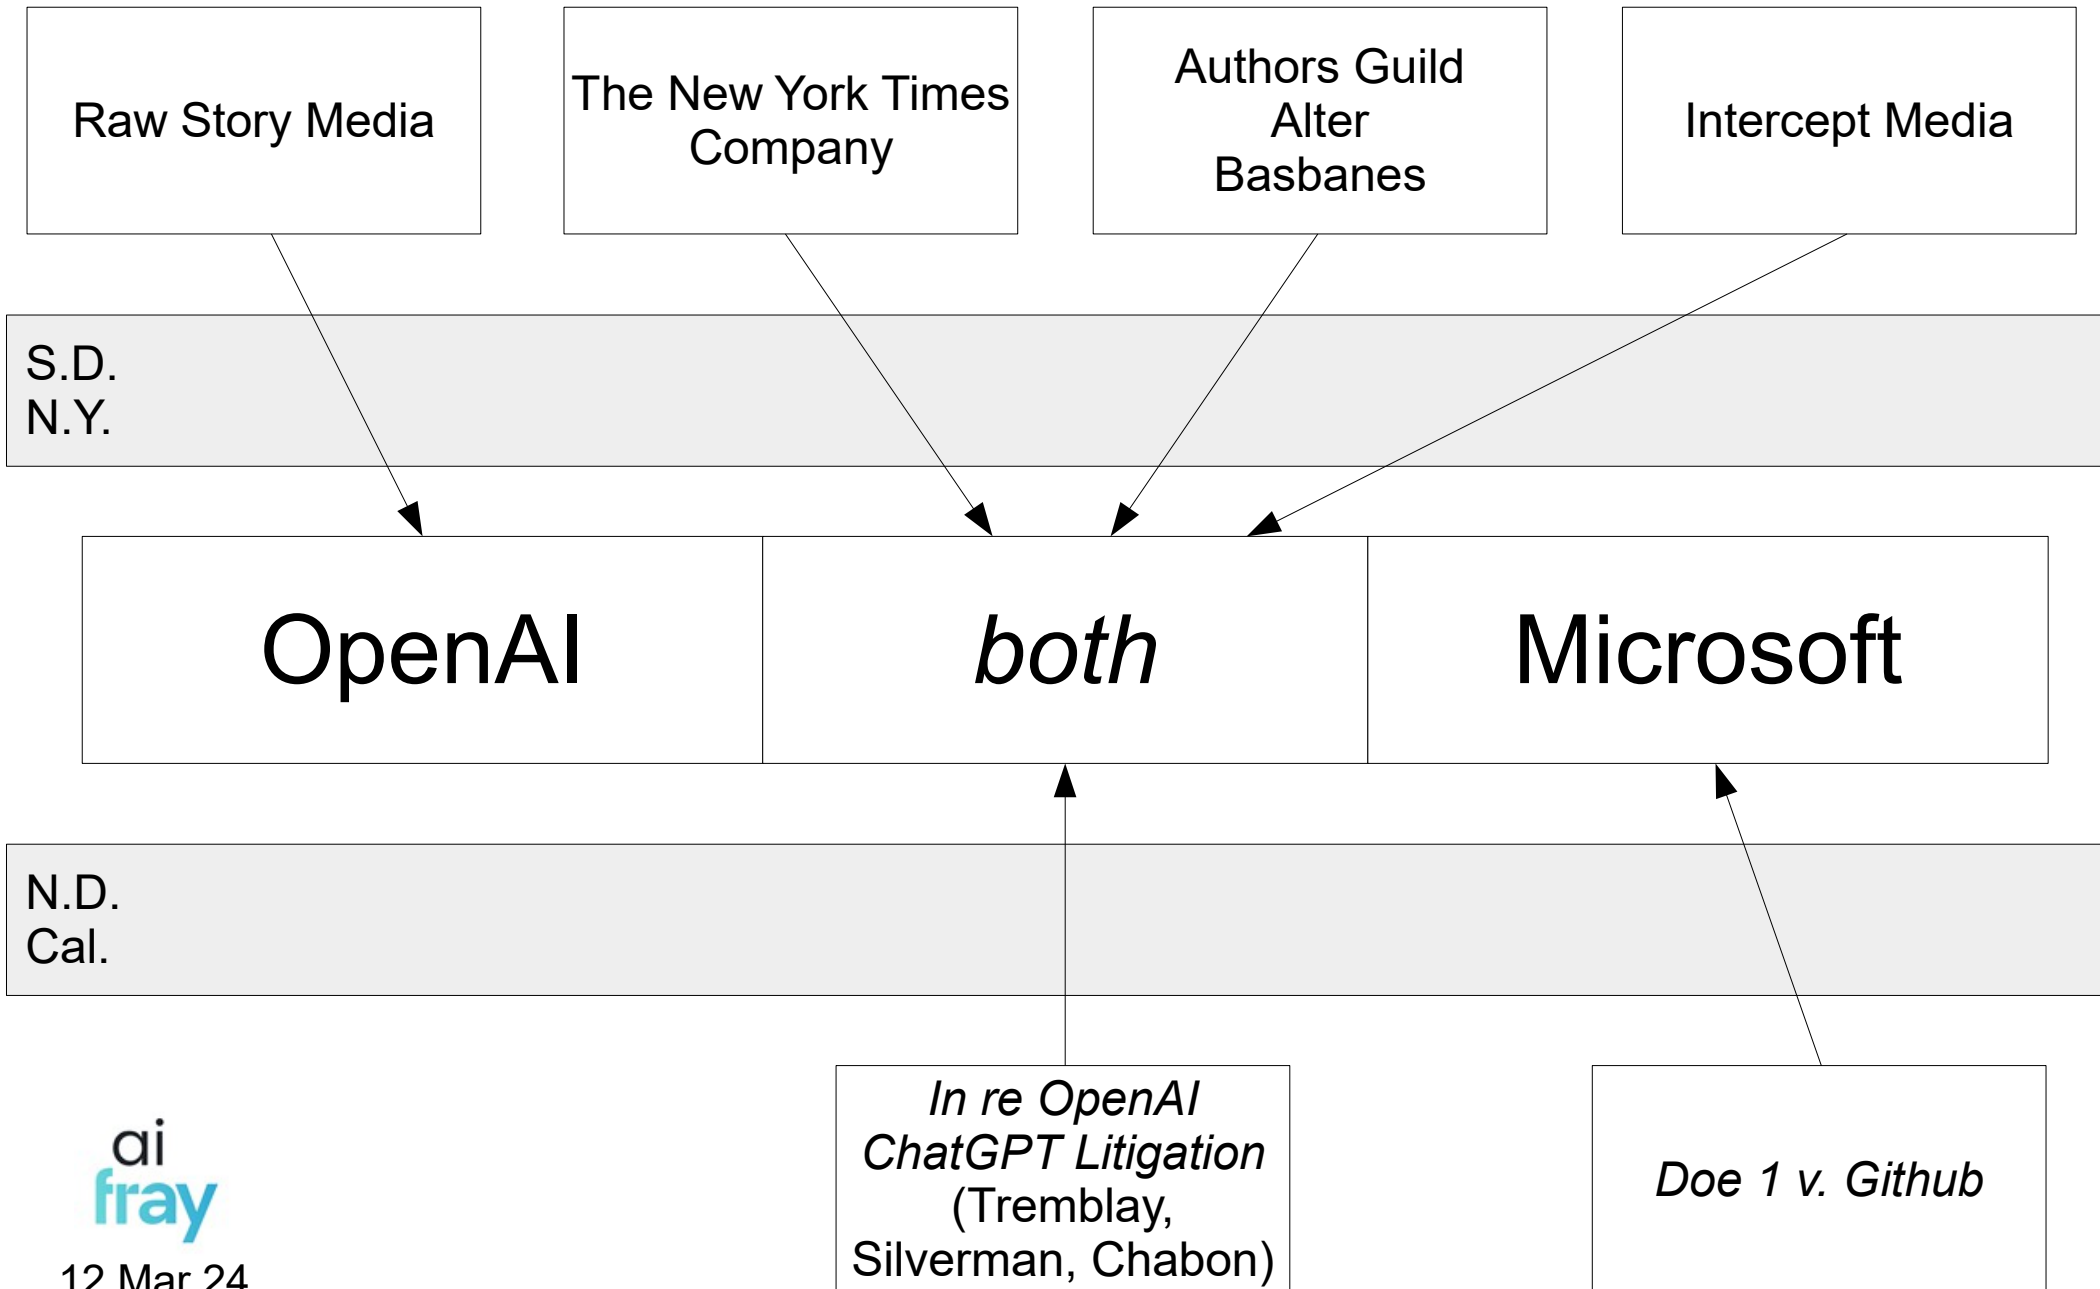 Raw Story Media
The New York Times
Company
Authors Guild
Alter
Basbanes
Intercept Media
S.D.
N.Y.
OpenAI
both
Microsoft
N.D.
Cal.
In re OpenAI
ChatGPT Litigation
(Tremblay,
Silverman, Chabon)
Doe 1 v. Github
ai
fray
12 Mar 24